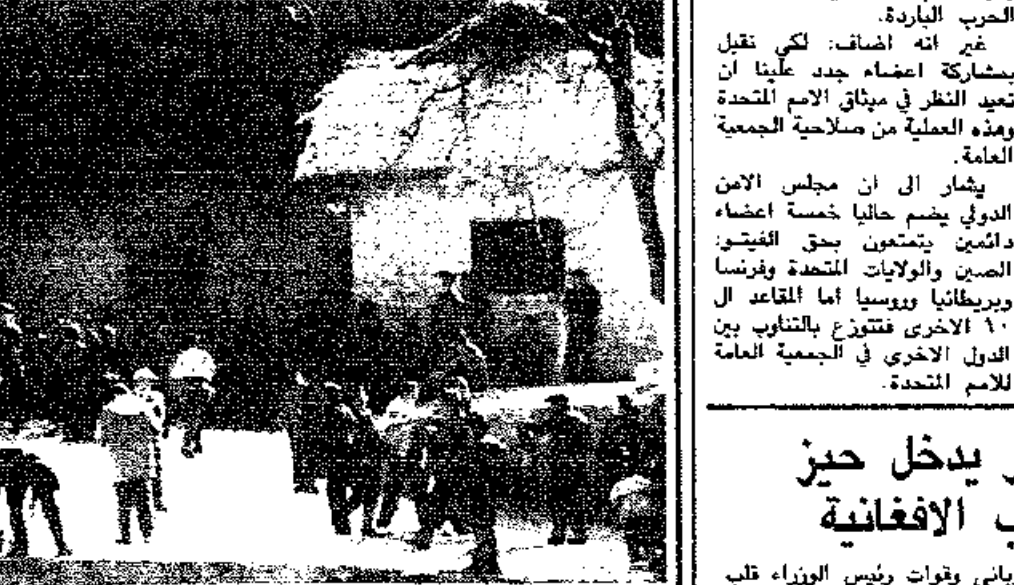 الحرب الباردة.
غير انه اضاف: لكي نقبل
بمشاركة اعضاء جدد علينا ان
نعيد النظر في ميثاق الامم المتحدة
وهذه العملية من صلاحية الجمعية
العامة.
يشار الى ان مجلس الامن
الدولي يضم حاليا خمسة اعضاء
دائمين يتمتعون بحق الفيتو:
الصين والولايات المتحدة وفرنسا
وبريطانيا وروسيا اما المقاعد ال
١٠ الاخرى فتتوزع بالتناوب بين
الدول الاخرى في الجمعية العامة
للامم المتحدة.
يدخل حيز
الافغانية
وقوات رئيس الوزراء قلب